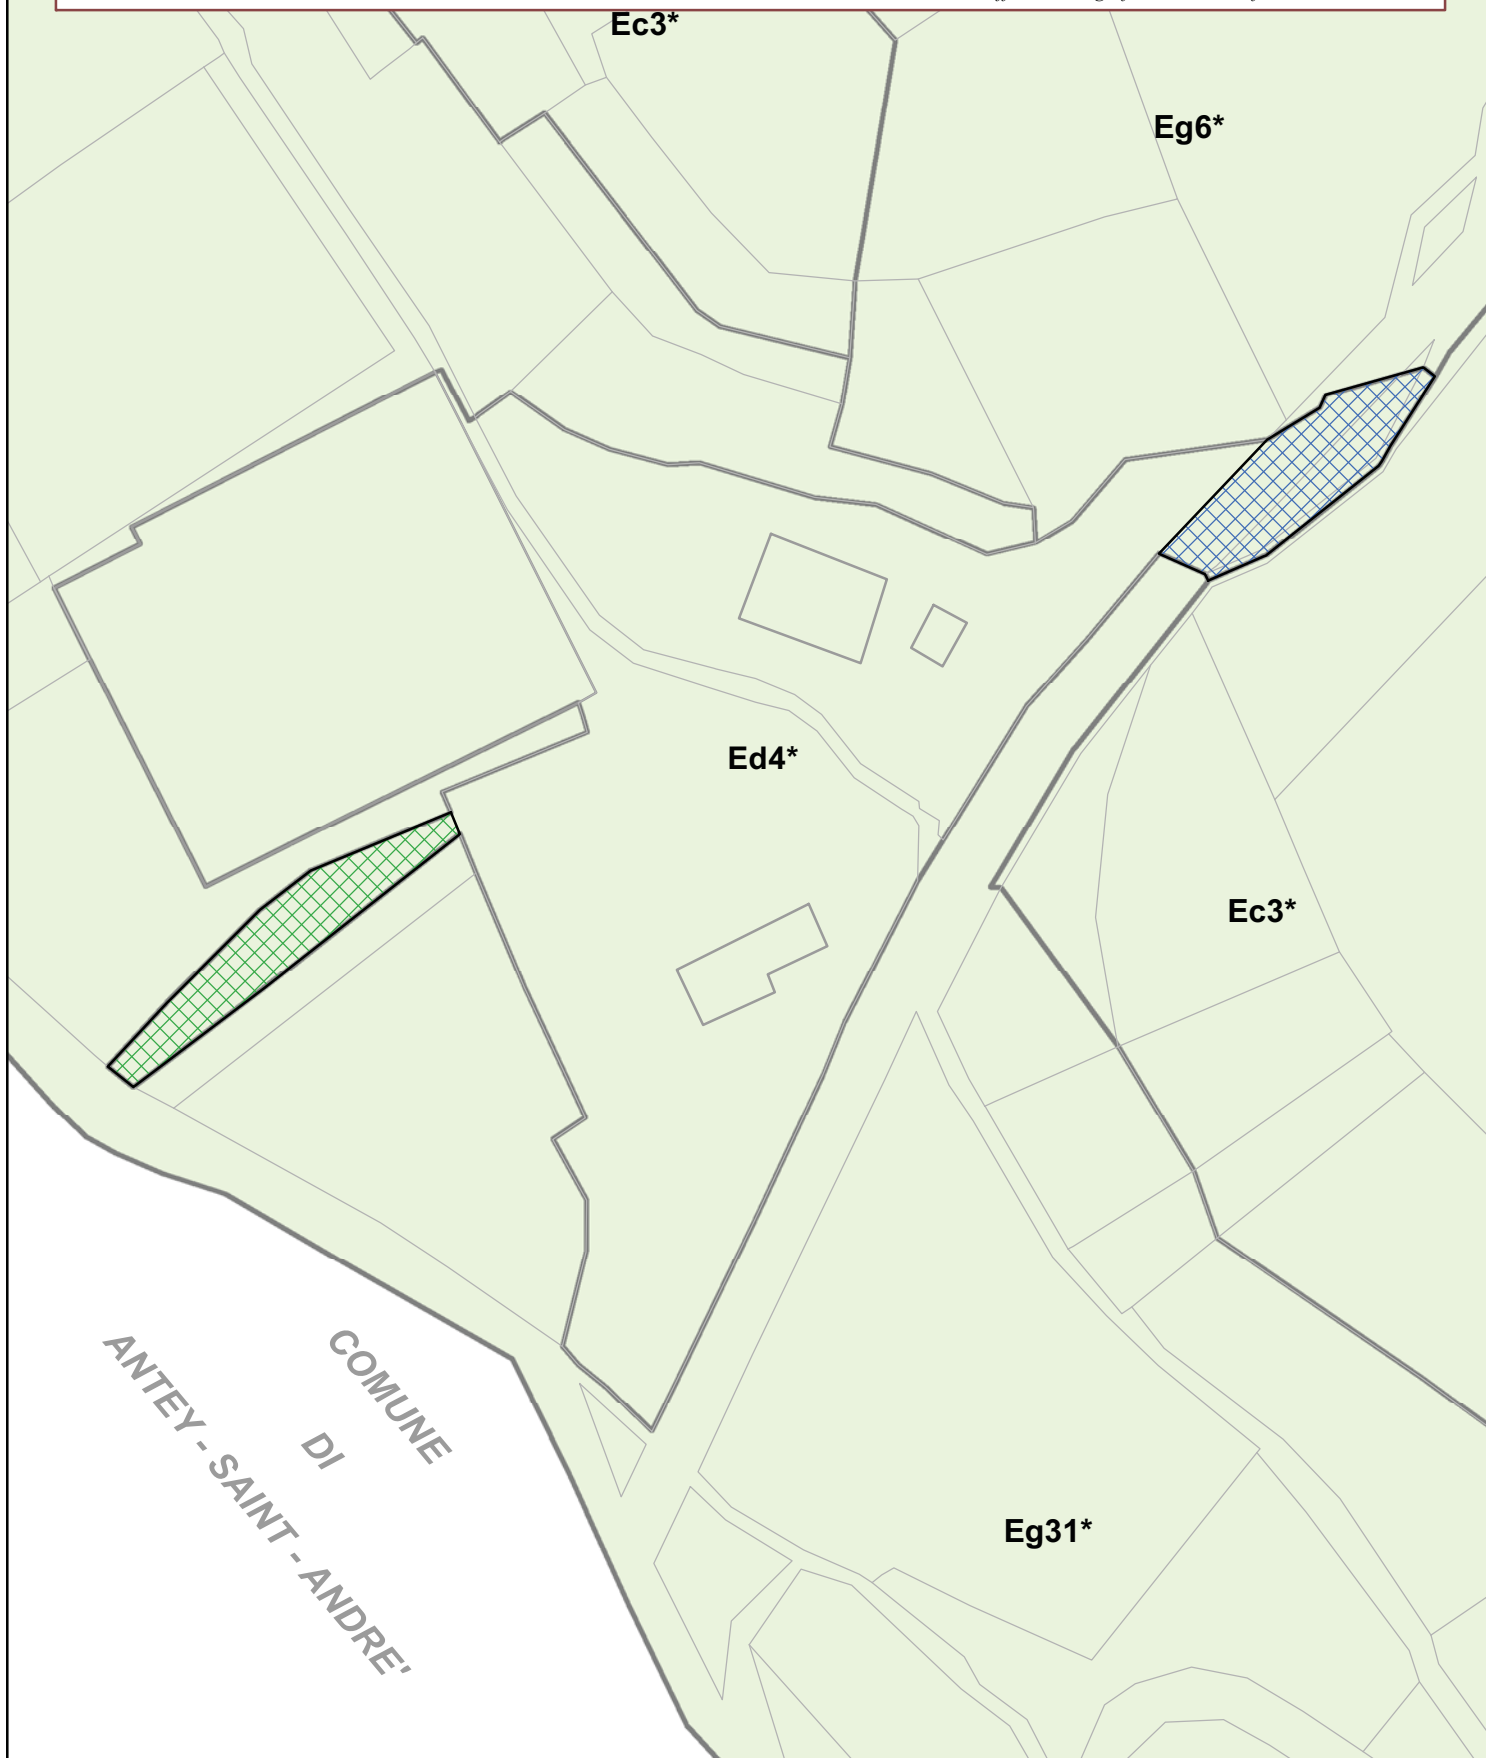 Ec3*
Eg6*
Ed4*
Ec3*
COMUNE
DI
ANTEY - SAINT - ANDRE'
Eg31*